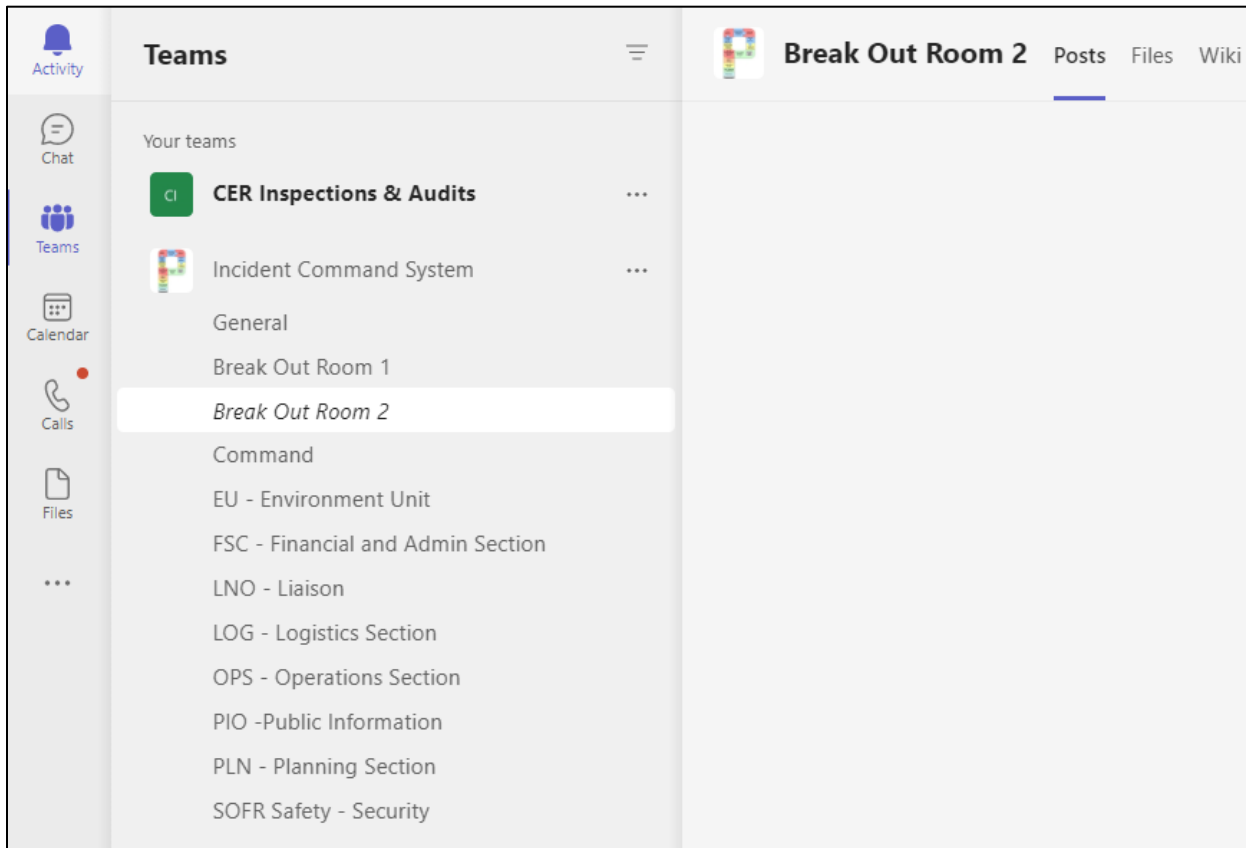 Activity
Chat
Teams
Calendar
Calls
Files
Teams
Your teams
CI CER Inspections & Audits
Incident Command System
General
Break Out Room 1
Break Out Room 2
Command
EU - Environment Unit
FSC - Financial and Admin Section
LNO - Liaison
LOG - Logistics Section
OPS - Operations Section
PIO -Public Information
PLN - Planning Section
SOFR Safety - Security
Break Out Room 2 Posts Files Wiki